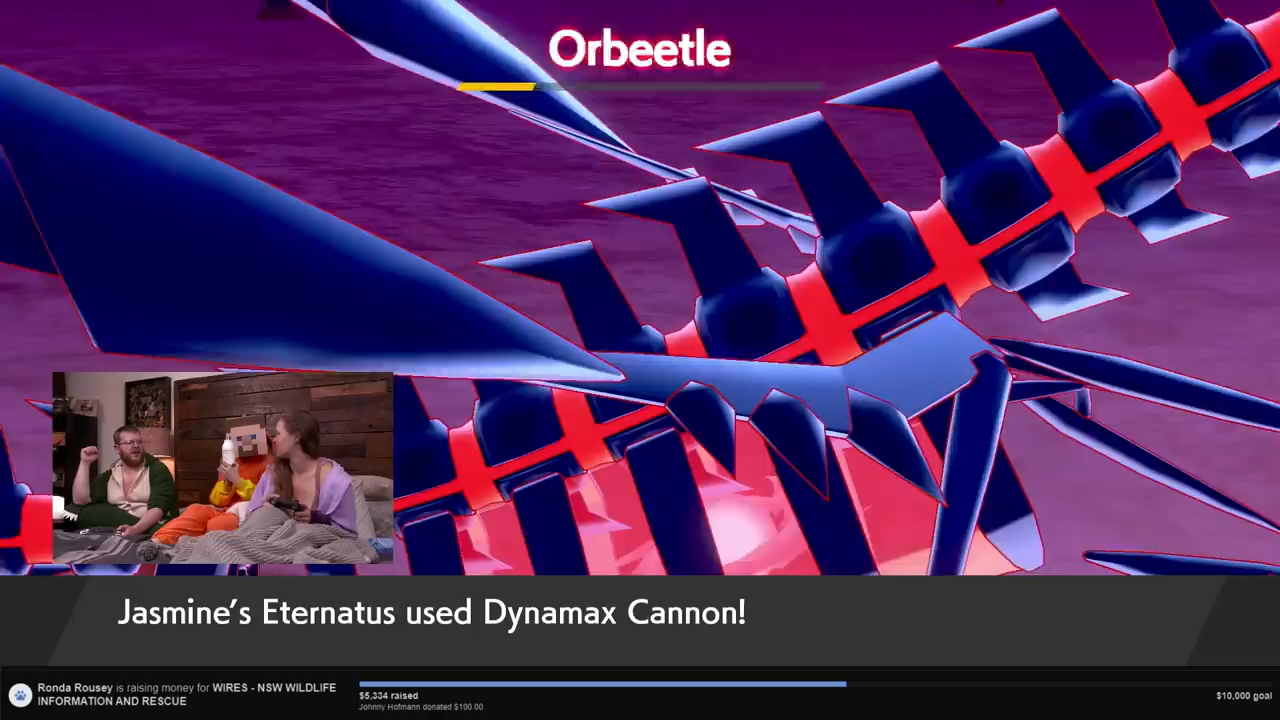 Orbeetle
Jasmine's Eternatus used Dynamax Cannon!
Ronda Rousey is raising money for WIRES - NSW WILDLIFE
INFORMATION AND RESCUE
$5,334 raised
$10,000 goal
Johnny Hofmann donated $100.00